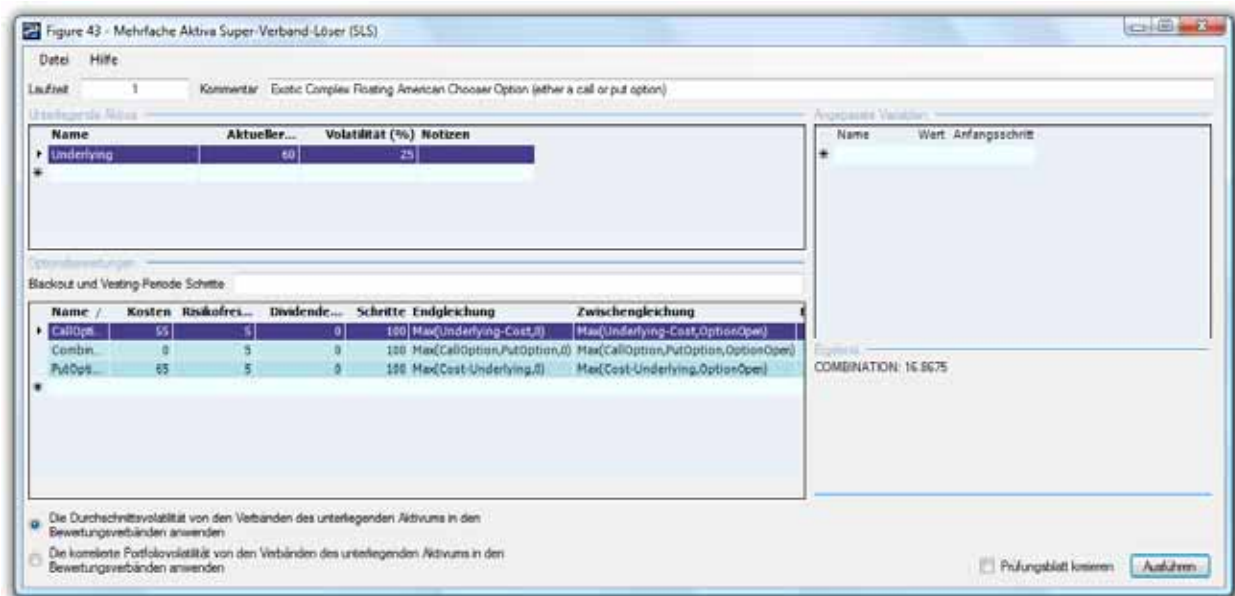 Figure 43 - Mehrfache Aktiva Super-Verband-Löser (SLS)
Datei Hilfe
Laufzeit 1 Kommentar Exotic Complex Floating American Chooser Option (either a call or put option)
Unterliegende Aktiva
Angepasste Variablen
Name Aktueller... Volatilität (%) Notizen
Name Wert Anfangsschritt
Underlying 60 25
Optionsbewertungen
Blackout und Vesting-Periode Schritte
Name / Kosten Risikofrei... Dividende... Schritte Endgleichung Zwischengleichung
CallOpti... 55 5 0 100 Max(Underlying-Cost,0) Max(Underlying-Cost,OptionOpen)
Combin... 0 5 0 100 Max(CallOption,PutOption,0) Max(CallOption,PutOption,OptionOpen)
PutOpti... 65 5 0 100 Max(Cost-Underlying,0) Max(Cost-Underlying,OptionOpen)
Ergebnis
COMBINATION: 16.8675
Die Durchschnittsvolatilität von den Verbänden des unterliegenden Aktivums in den
Bewertungsverbänden anwenden
Die korrelierte Portfoliovolatilität von den Verbänden des unterliegenden Aktivums in den
Bewertungsverbänden anwenden
Prüfungsblatt kreieren Ausführen